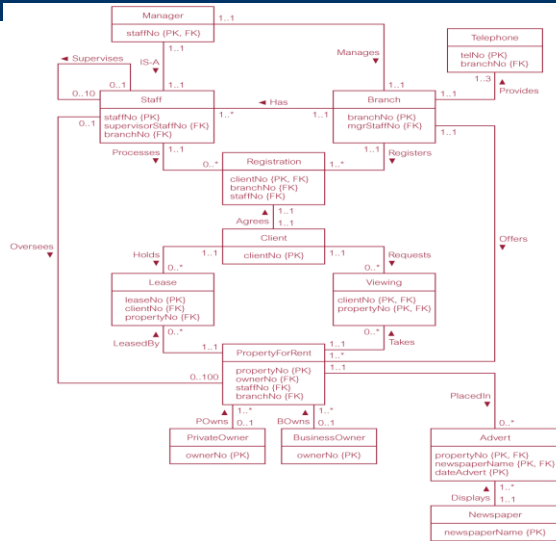 Manager
staffNo {PK, FK}
1..1
1..1
Manages
Telephone
telNo {PK}
branchNo {FK}
1..3
Provides
Supervises
0..1
0..10
IS-A
1..1
1..1
Staff
staffNo {PK}
supervisorStaffNo {FK}
branchNo {FK}
Has
1..*
1..1
Branch
branchNo {PK}
mgrStaffNo {FK}
1..1
1..1
1..1
0..1
Processes
1..1
0..*
1..1
Registers
1..*
Registration
clientNo {PK, FK}
branchNo {FK}
staffNo {FK}
Agrees
1..1
1..1
Oversees
Offers
Client
clientNo {PK}
Holds
1..1
0..*
1..1
Requests
0..*
Lease
leaseNo {PK}
clientNo {FK}
propertyNo {FK}
Viewing
clientNo {PK, FK}
propertyNo {PK, FK}
LeasedBy
0..*
1..1
0..*
Takes
1..1
1..*
1..1
PropertyForRent
propertyNo {PK}
ownerNo {FK}
staffNo {FK}
branchNo {FK}
0..100
PlacedIn
0..*
POwns
1..*
0..1
BOwns
1..*
0..1
PrivateOwner
ownerNo {PK}
BusinessOwner
ownerNo {PK}
Advert
propertyNo {PK, FK}
newspaperName {PK, FK}
dateAdvert {PK}
1..*
Displays
1..1
Newspaper
newspaperName {PK}